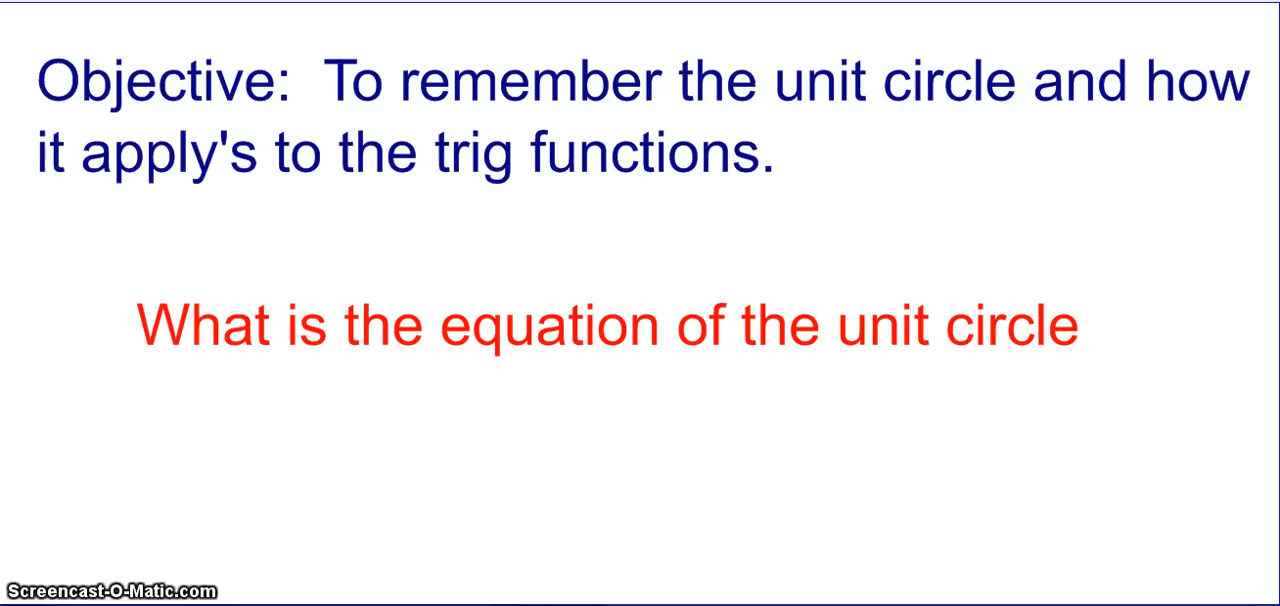 Objective:  To remember the unit circle and how
it apply's to the trig functions.
What is the equation of the unit circle
Screencast-O-Matic.com